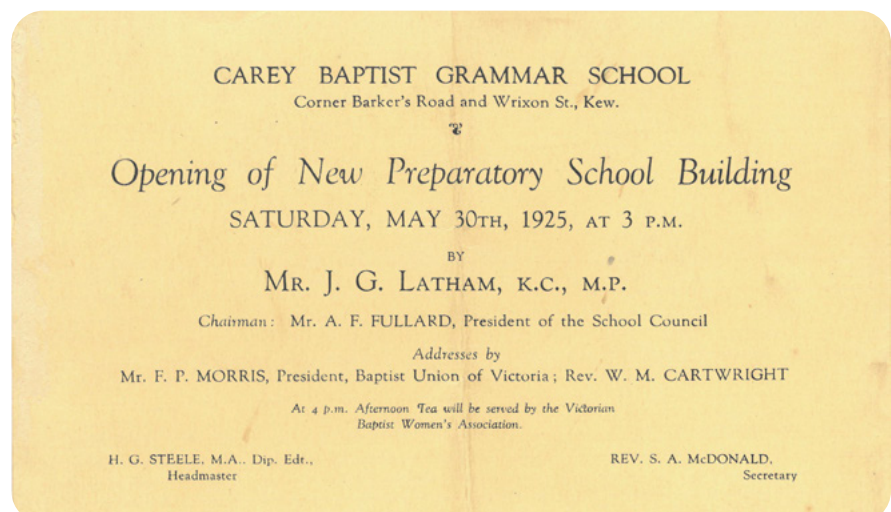 CAREY BAPTIST GRAMMAR SCHOOL
Corner Barker's Road and Wrixon St., Kew.
Opening of New Preparatory School Building
SATURDAY, MAY 30TH, 1925, AT 3 P.M.
BY
MR. J. G. LATHAM, K.C., M.P.
Chairman: Mr. A. F. FULLARD, President of the School Council
Addresses by
Mr. F. P. MORRIS, President, Baptist Union of Victoria; Rev. W. M. CARTWRIGHT
At 4 p.m. Afternoon Tea will be served by the Victorian
Baptist Women's Association.
H. G. STEELE, M.A.. Dip. Edt.,
Headmaster
REV. S. A. McDONALD,
Secretary